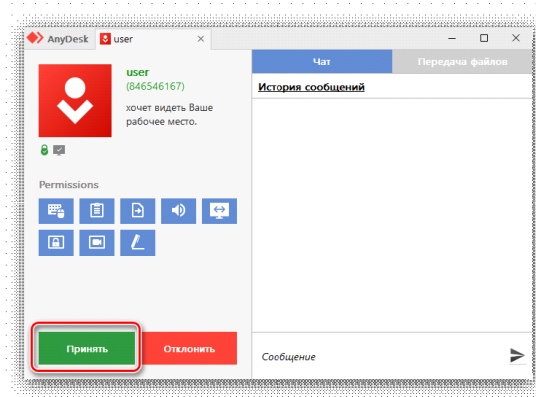 AnyDesk
user
Чат
Передача файлов
user
(846546167)
хочет видеть Ваше
рабочее место.
История сообщений
Permissions
Принять
Отклонить
Сообщение